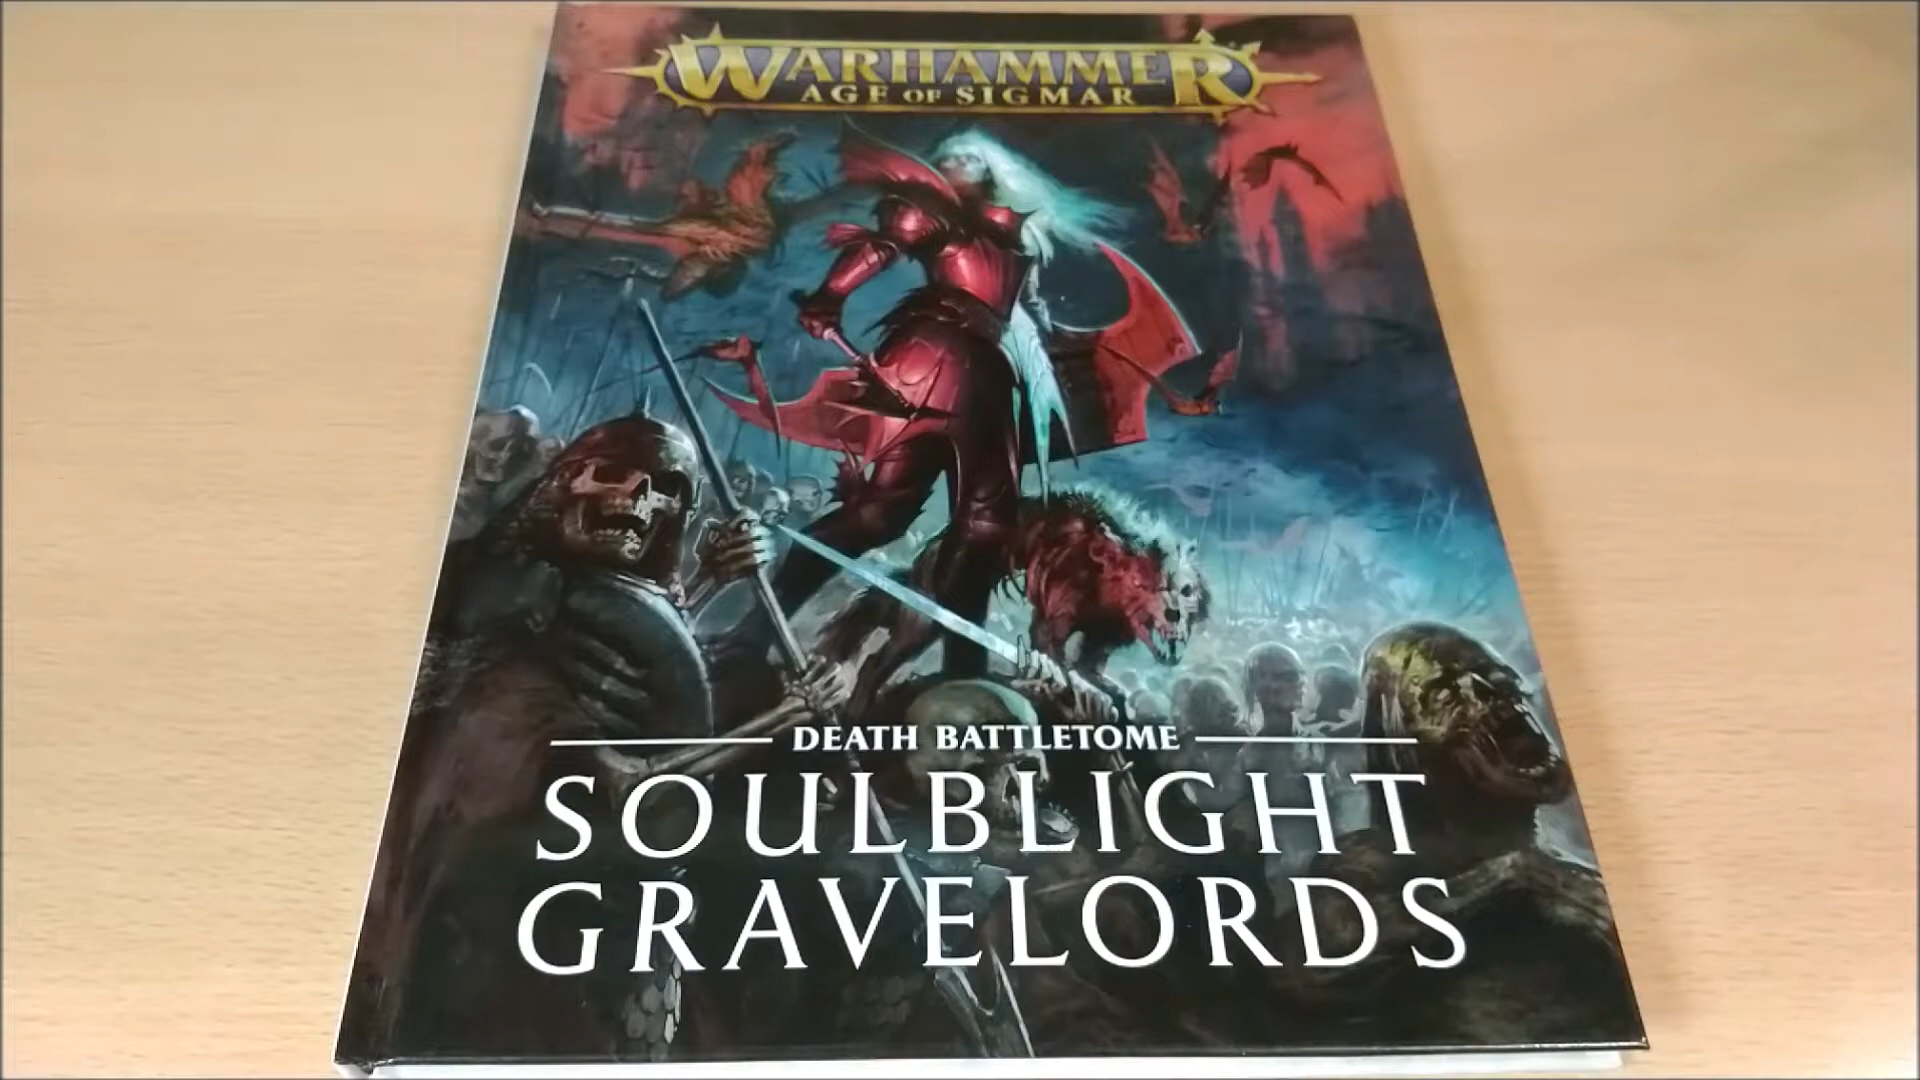 WARHAMMER
AGE OF SIGMAR
DEATH BATTLETOME
SOULBLIGHT
GRAVELORDS